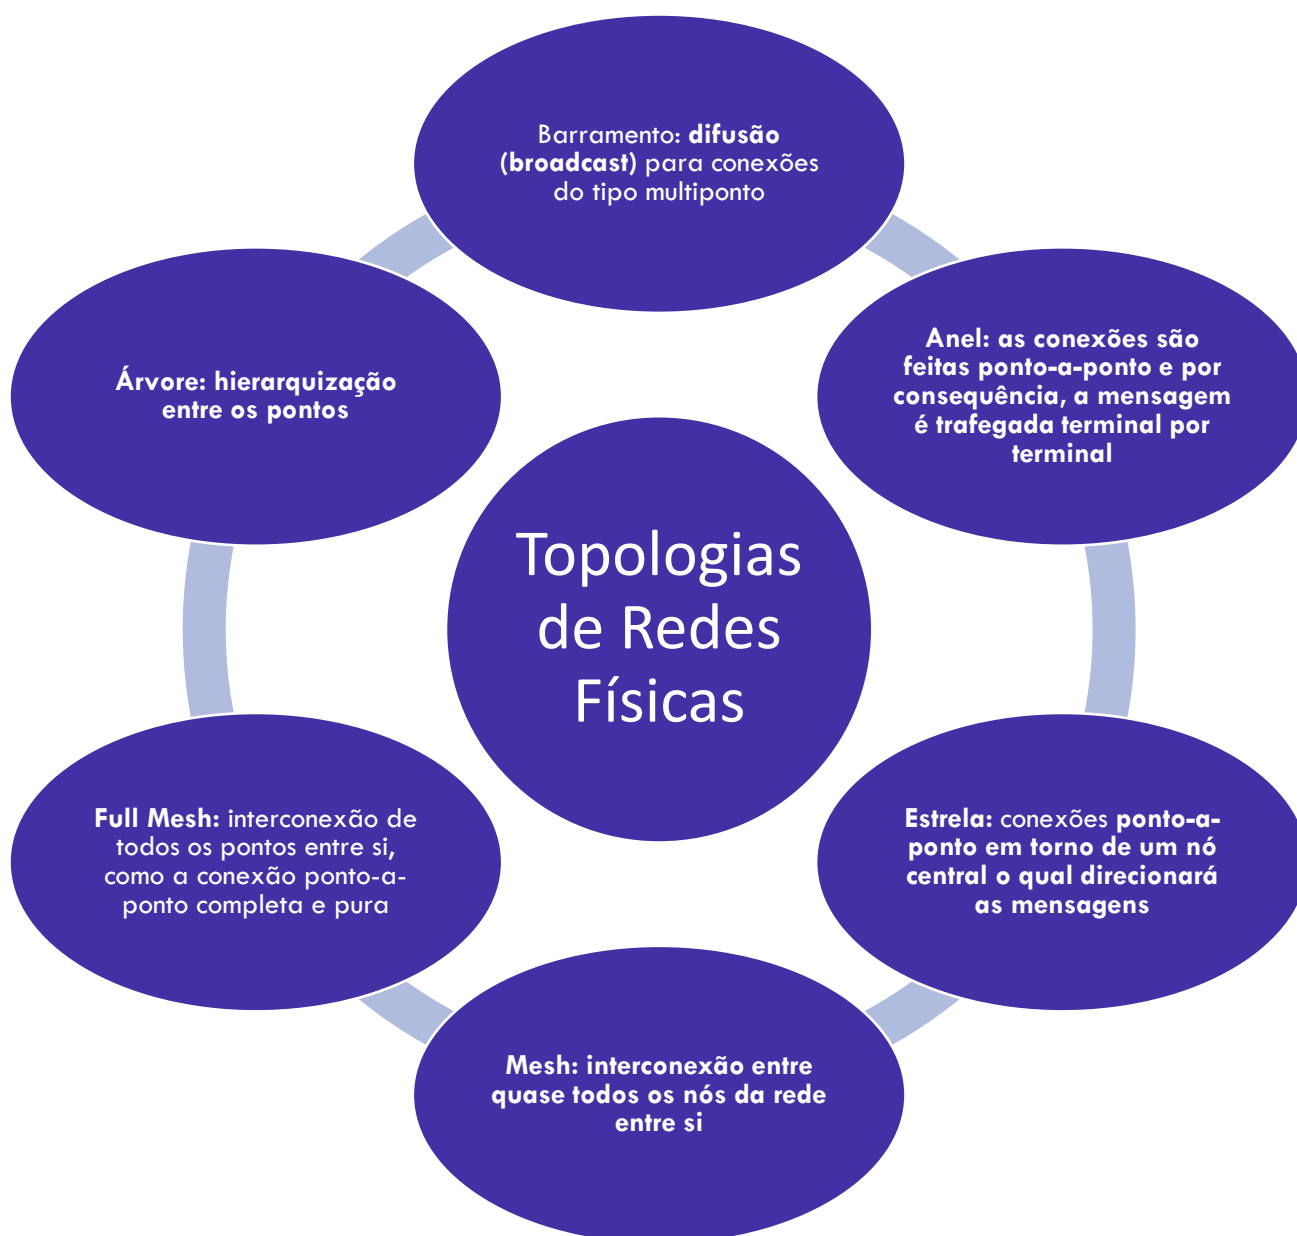 Barramento: difusão
(broadcast) para conexões
do tipo multiponto
Anel: as conexões são
feitas ponto-a-ponto e por
consequência, a mensagem
é trafegada terminal por
terminal
Estrela: conexões ponto-a-
ponto em torno de um nó
central o qual direcionará
as mensagens
Mesh: interconexão entre
quase todos os nós da rede
entre si
Full Mesh: interconexão de
todos os pontos entre si,
como a conexão ponto-a-
ponto completa e pura
Árvore: hierarquização
entre os pontos
Topologias
de Redes
Físicas